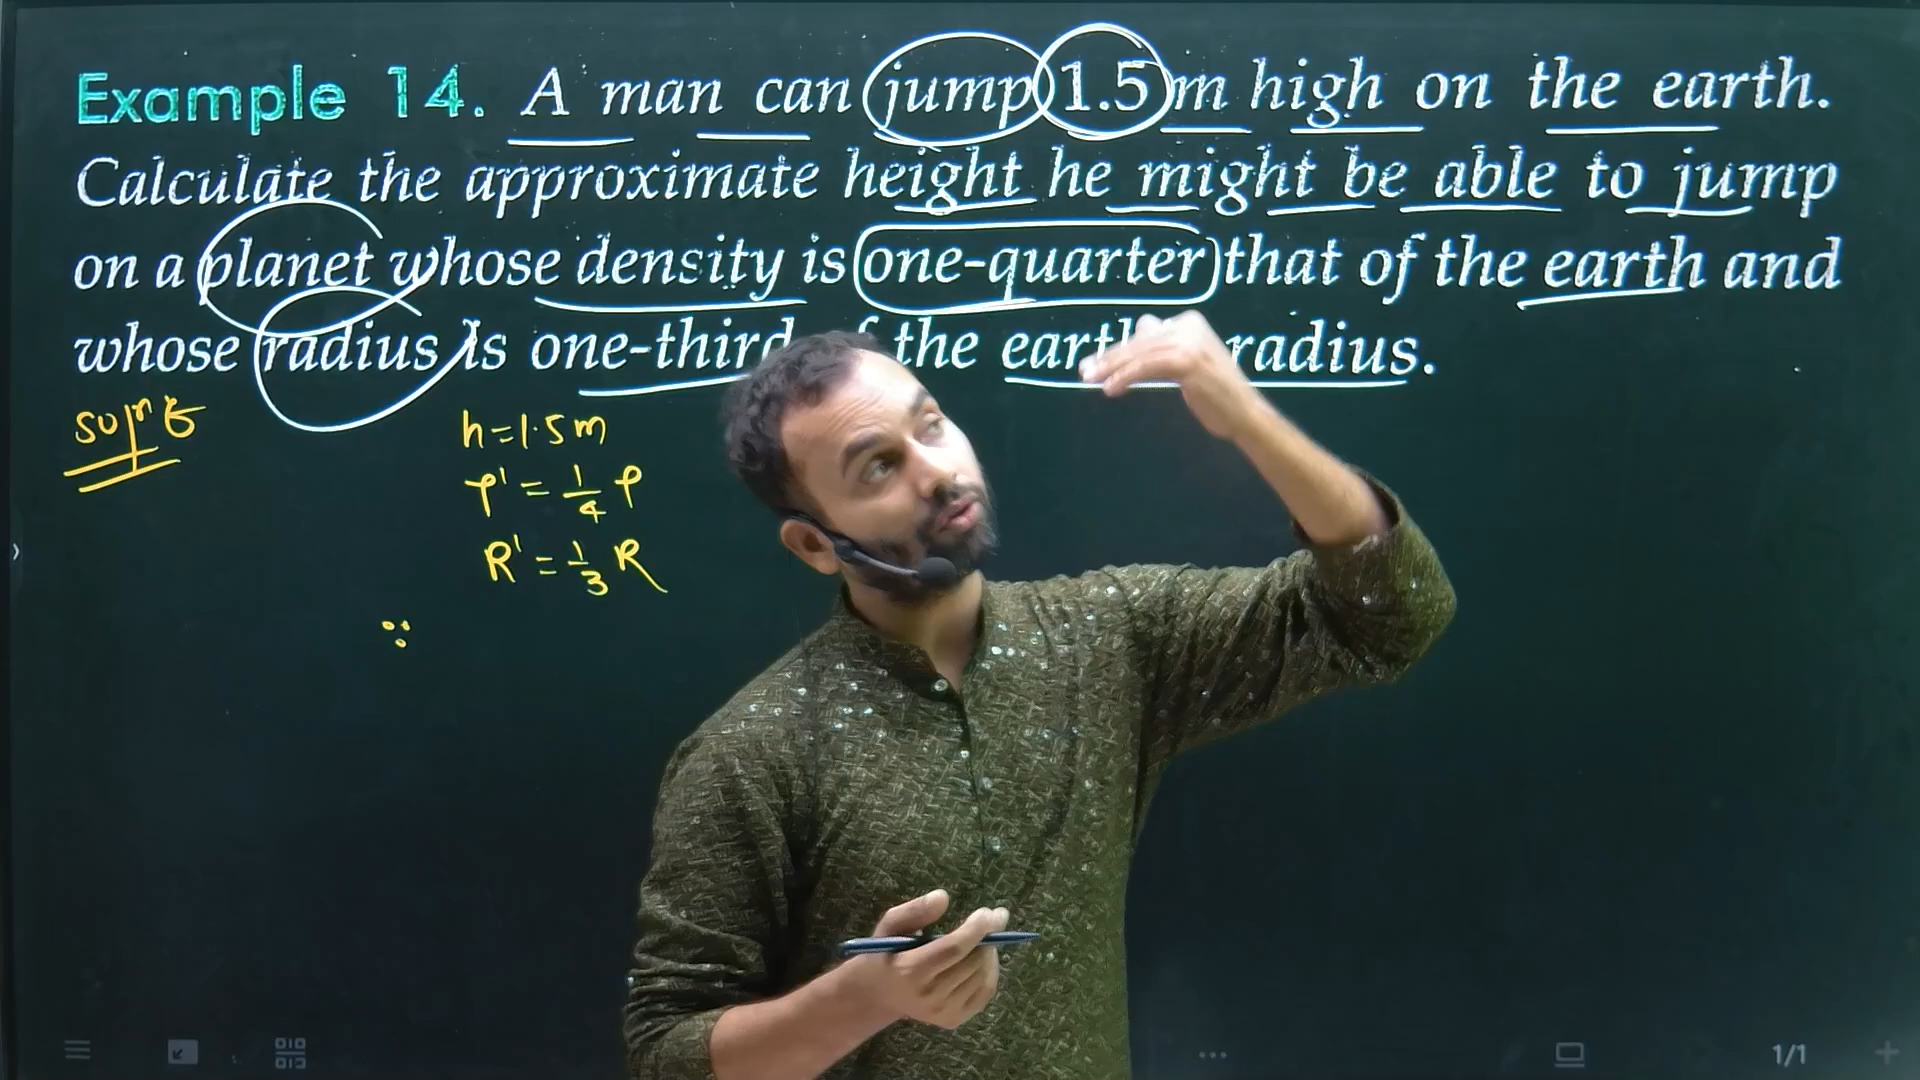 Example 14. A man can jump 1.5 m high on the earth.
Calculate the approximate height he might be able to jump
on a planet whose density is one-quarter that of the earth and
whose radius is one-third the radius.
Soln
h=1.5m
ρ' = 1/4 ρ
R' = 1/3 R
∵
1/1